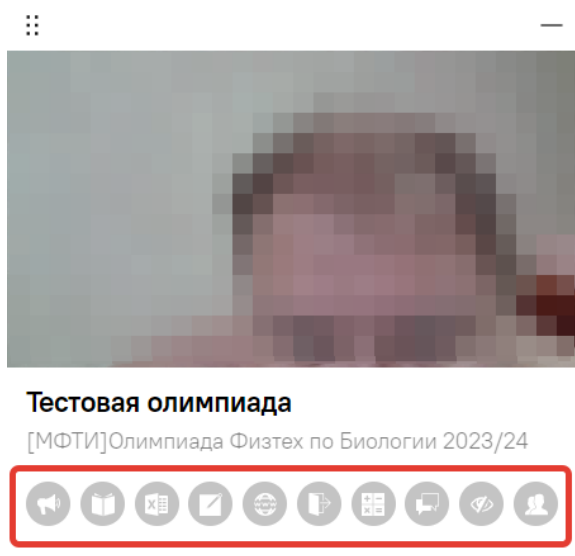 Тестовая олимпиада
[МФТИ]Олимпиада Физтех по Биологии 2023/24